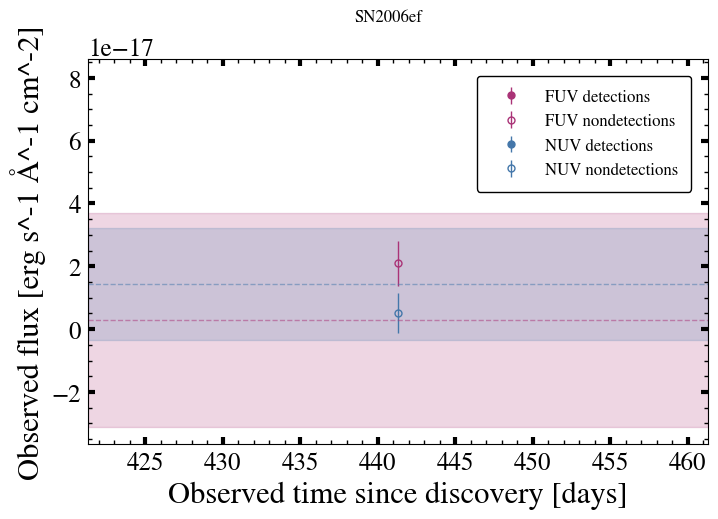 SN2006ef
1e−17
Observed flux [erg s^-1 Å^-1 cm^-2]
8
6
4
2
0
−2
FUV detections
FUV nondetections
NUV detections
NUV nondetections
425 430 435 440 445 450 455 460
Observed time since discovery [days]